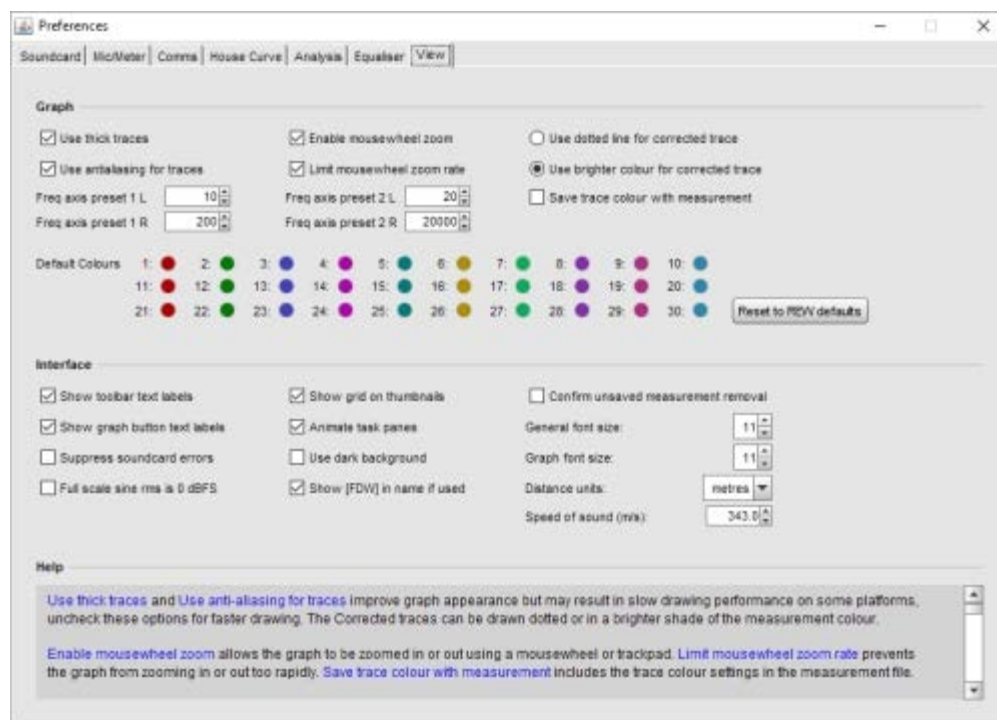 Preferences
Soundcard Mic/Meter Comms House Curve Analysis Equaliser View
Graph
Use thick traces Enable mousewheel zoom Use dotted line for corrected trace
Use antialiasing for traces Limit mousewheel zoom rate Use brighter colour for corrected trace
Freq axis preset 1 L 10 Freq axis preset 2 L 20 Save trace colour with measurement
Freq axis preset 1 R 200 Freq axis preset 2 R 20000
Default Colours 1: 2: 3: 4: 5: 6: 7: 8: 9: 10:
11: 12: 13: 14: 15: 16: 17: 18: 19: 20:
21: 22: 23: 24: 25: 26: 27: 28: 29: 30: Reset to REW defaults
Interface
Show toolbar text labels Show grid on thumbnails Confirm unsaved measurement removal
Show graph button text labels Animate task panes General font size: 11
Suppress soundcard errors Use dark background Graph font size: 11
Full scale sine rms is 0 dBFS Show [FDW] in name if used Distance units: metres
Speed of sound (m/s): 343.0
Help
Use thick traces and Use anti-aliasing for traces improve graph appearance but may result in slow drawing performance on some platforms,
uncheck these options for faster drawing. The Corrected traces can be drawn dotted or in a brighter shade of the measurement colour.
Enable mousewheel zoom allows the graph to be zoomed in or out using a mousewheel or trackpad. Limit mousewheel zoom rate prevents
the graph from zooming in or out too rapidly. Save trace colour with measurement includes the trace colour settings in the measurement file.